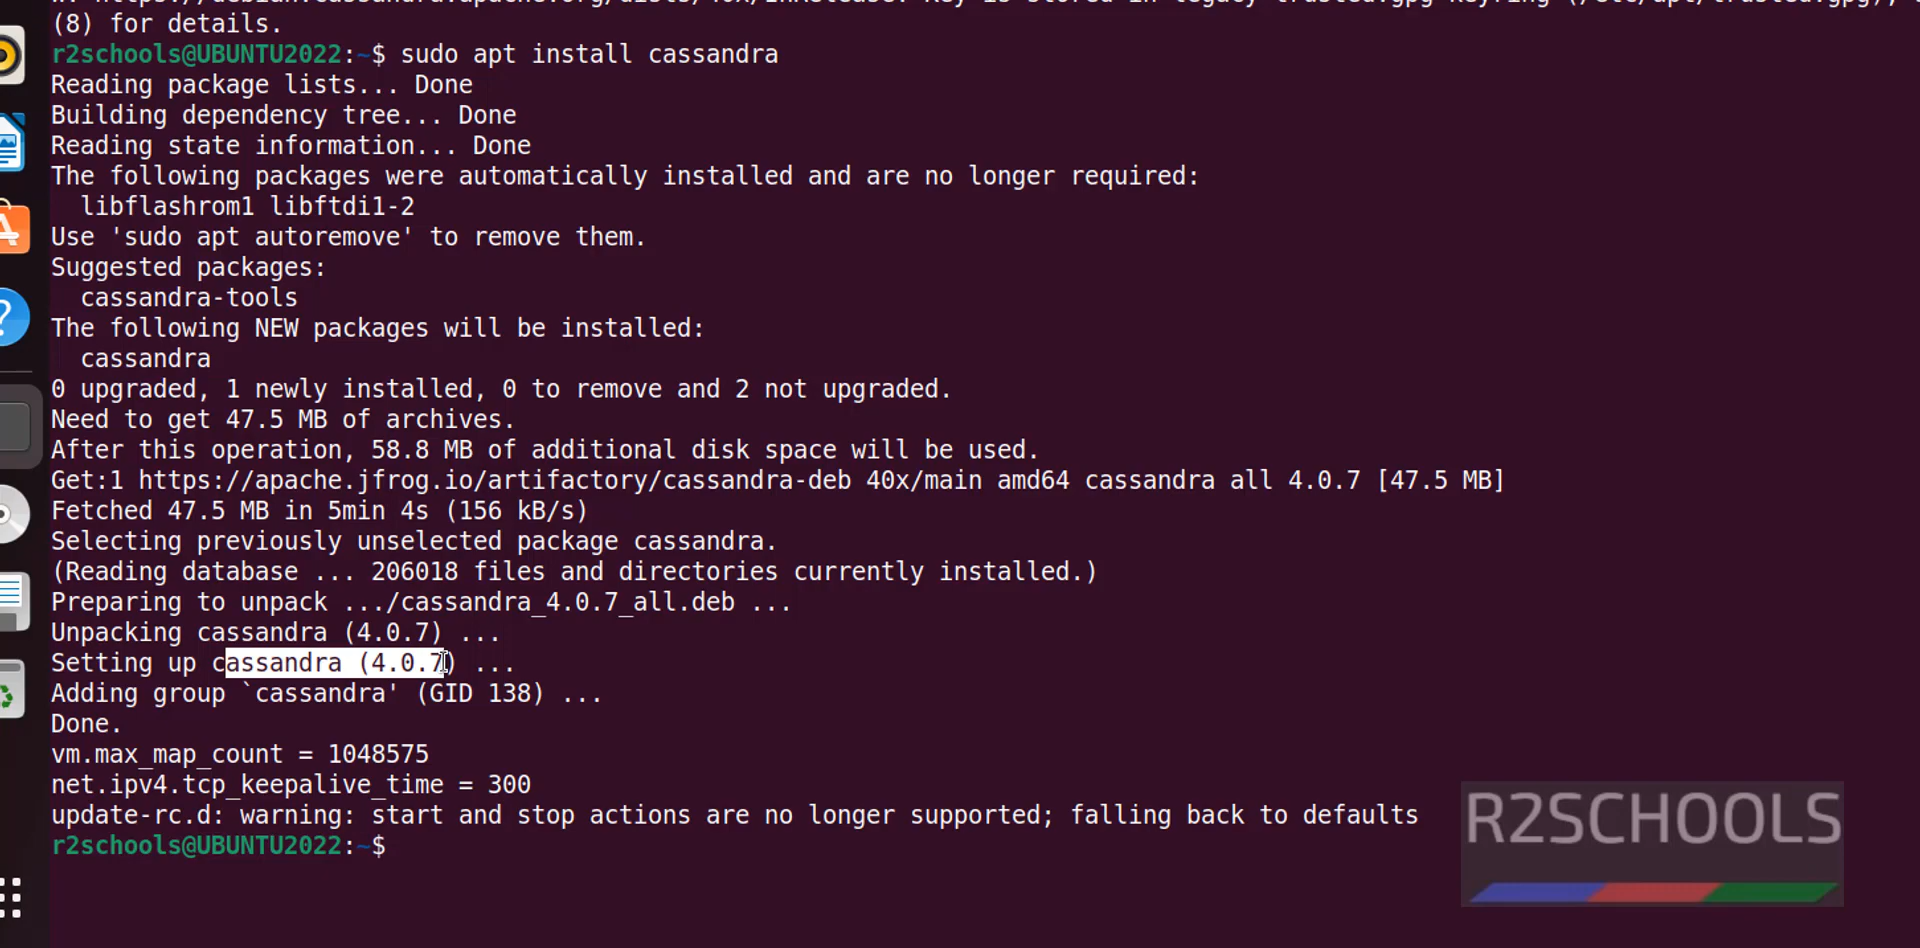 (8) for details.
r2schools@UBUNTU2022:~$ sudo apt install cassandra
Reading package lists... Done
Building dependency tree... Done
Reading state information... Done
The following packages were automatically installed and are no longer required:
libflashrom1 libftdi1-2
Use 'sudo apt autoremove' to remove them.
Suggested packages:
cassandra-tools
The following NEW packages will be installed:
cassandra
0 upgraded, 1 newly installed, 0 to remove and 2 not upgraded.
Need to get 47.5 MB of archives.
After this operation, 58.8 MB of additional disk space will be used.
Get:1 https://apache.jfrog.io/artifactory/cassandra-deb 40x/main amd64 cassandra all 4.0.7 [47.5 MB]
Fetched 47.5 MB in 5min 4s (156 kB/s)
Selecting previously unselected package cassandra.
(Reading database ... 206018 files and directories currently installed.)
Preparing to unpack .../cassandra_4.0.7_all.deb ...
Unpacking cassandra (4.0.7) ...
Setting up cassandra (4.0.7) ...
Adding group `cassandra' (GID 138) ...
Done.
vm.max_map_count = 1048575
net.ipv4.tcp_keepalive_time = 300
update-rc.d: warning: start and stop actions are no longer supported; falling back to defaults
r2schools@UBUNTU2022:~$
R2SCHOOLS